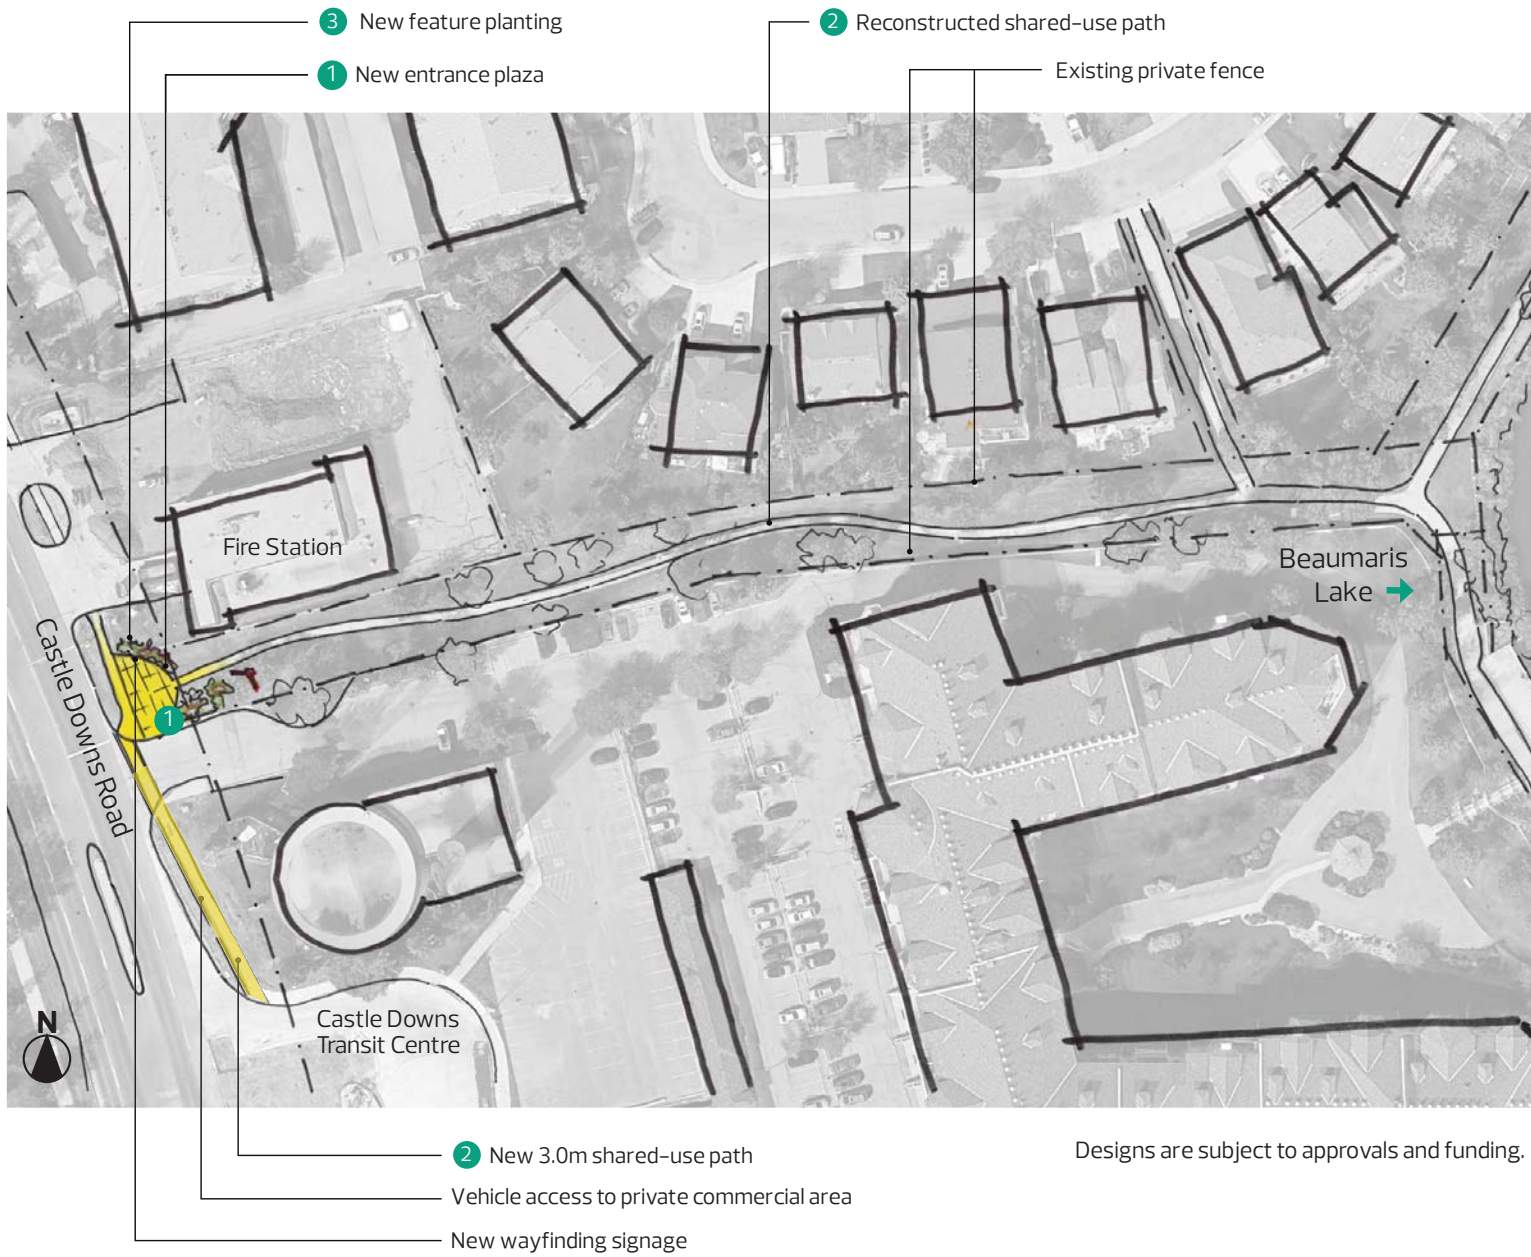 3 New feature planting
2 Reconstructed shared-use path
1 New entrance plaza
Existing private fence
Fire Station
Beaumaris
Lake
Castle Downs Road
1
Castle Downs
Transit Centre
N
2 New 3.0m shared-use path
Designs are subject to approvals and funding.
Vehicle access to private commercial area
New wayfinding signage